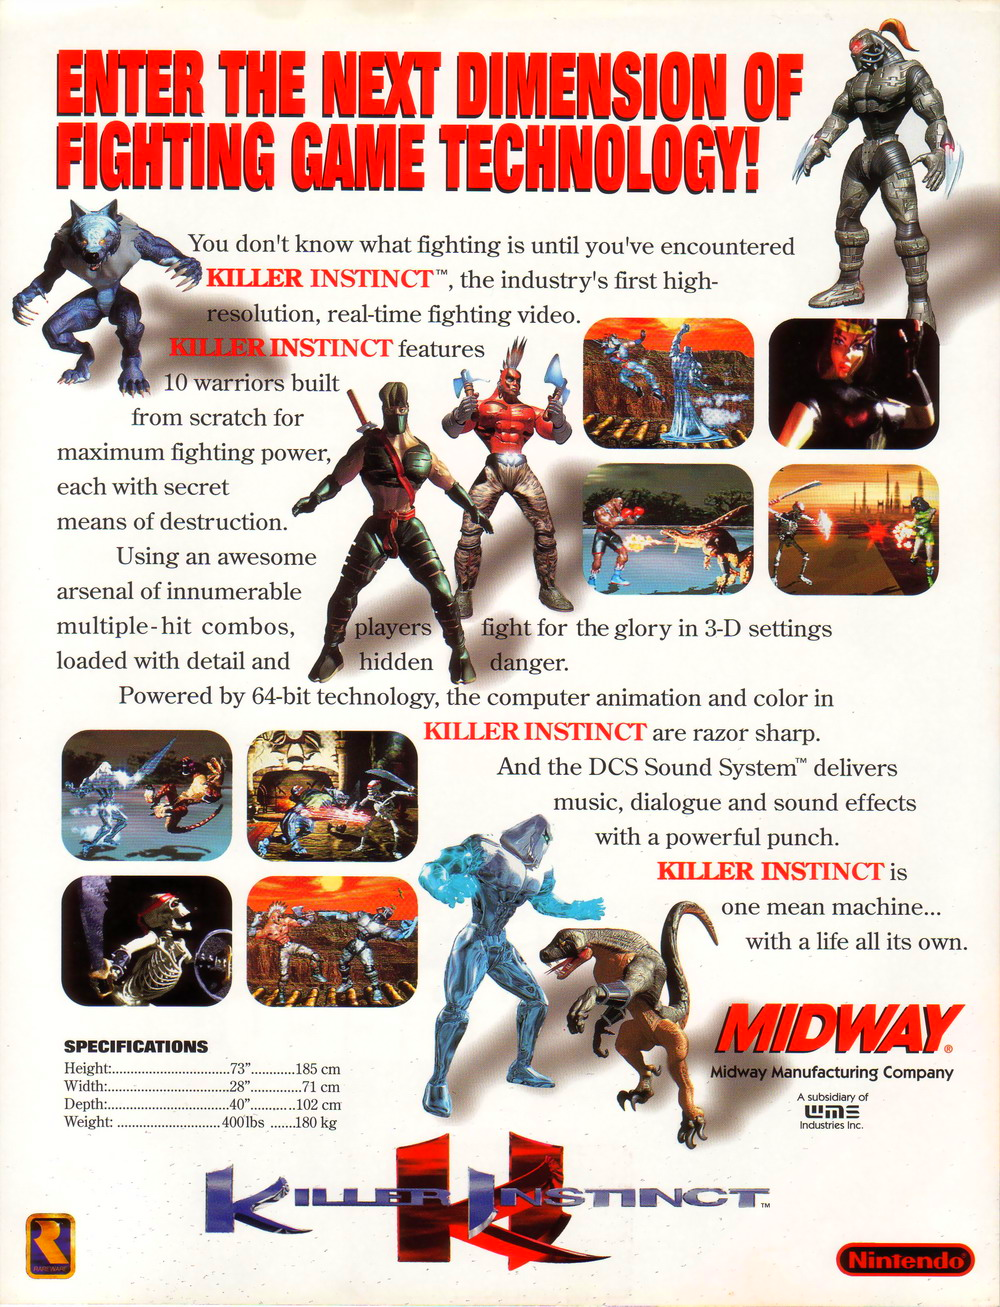 ENTER THE NEXT DIMENSION OF
FIGHTING GAME TECHNOLOGY!
You don't know what fighting is until you've encountered
KILLER INSTINCT™, the industry's first high-
resolution, real-time fighting video.
KILLER INSTINCT features
10 warriors built
from scratch for
maximum fighting power,
each with secret
means of destruction.
Using an awesome
arsenal of innumerable
multiple-hit combos, players fight for the glory in 3-D settings
loaded with detail and hidden danger.
Powered by 64-bit technology, the computer animation and color in
KILLER INSTINCT are razor sharp.
And the DCS Sound System™ delivers
music, dialogue and sound effects
with a powerful punch.
KILLER INSTINCT is
one mean machine...
with a life all its own.
SPECIFICATIONS
Height:................................73"............185 cm
Width:.................................28"............71 cm
Depth:.................................40"............102 cm
Weight: ............................400lbs .......180 kg
MIDWAY®
Midway Manufacturing Company
A subsidiary of
WMS
Industries Inc.
KILLER INSTINCT™
R
RAREWARE
Nintendo®